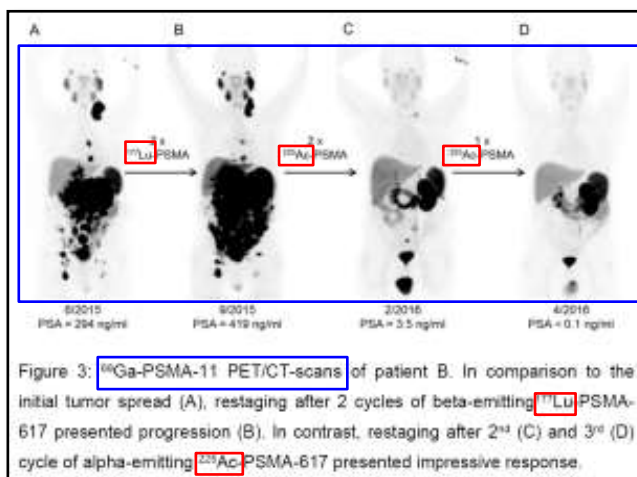 A B C D
2 x 2 x 1 x
¹⁷⁷Lu-PSMA ²²⁵Ac-PSMA ²²⁵Ac-PSMA
6/2015 9/2015 2/2016 4/2016
PSA = 294 ng/ml PSA = 419 ng/ml PSA = 3.5 ng/ml PSA < 0.1 ng/ml
Figure 3: ⁶⁸Ga-PSMA-11 PET/CT-scans of patient B. In comparison to the
initial tumor spread (A), restaging after 2 cycles of beta-emitting ¹⁷⁷Lu-PSMA-
617 presented progression (B). In contrast, restaging after 2ⁿᵈ (C) and 3ʳᵈ (D)
cycle of alpha-emitting ²²⁵Ac-PSMA-617 presented impressive response.